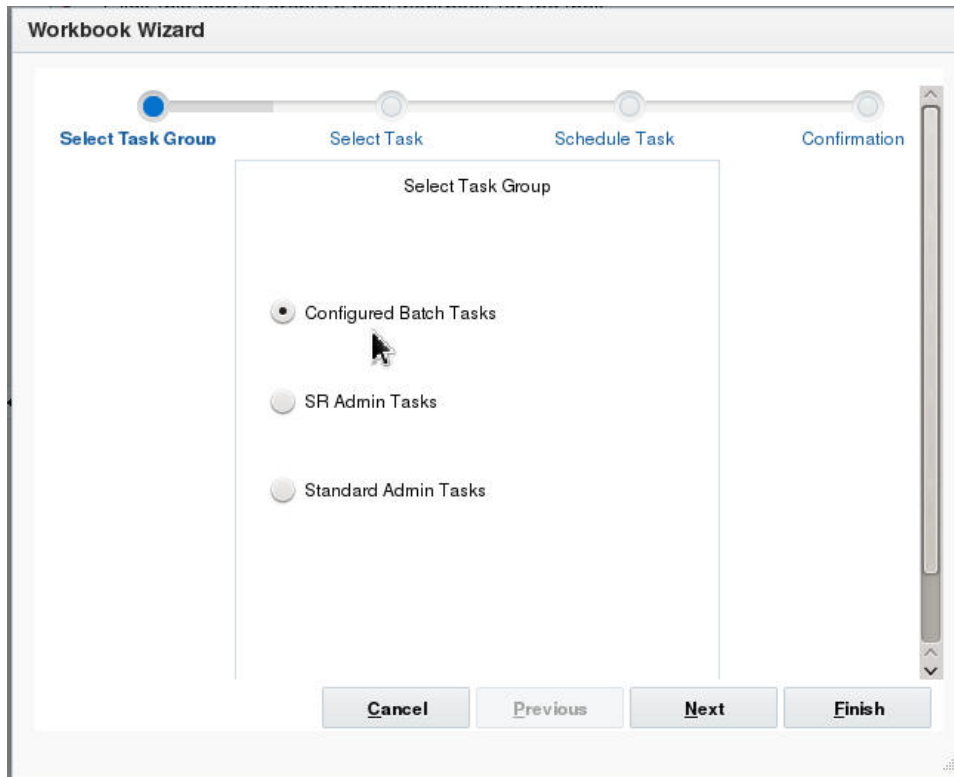 Workbook Wizard
Select Task Group
Select Task
Schedule Task
Confirmation
Select Task Group
Configured Batch Tasks
SR Admin Tasks
Standard Admin Tasks
Cancel
Previous
Next
Finish